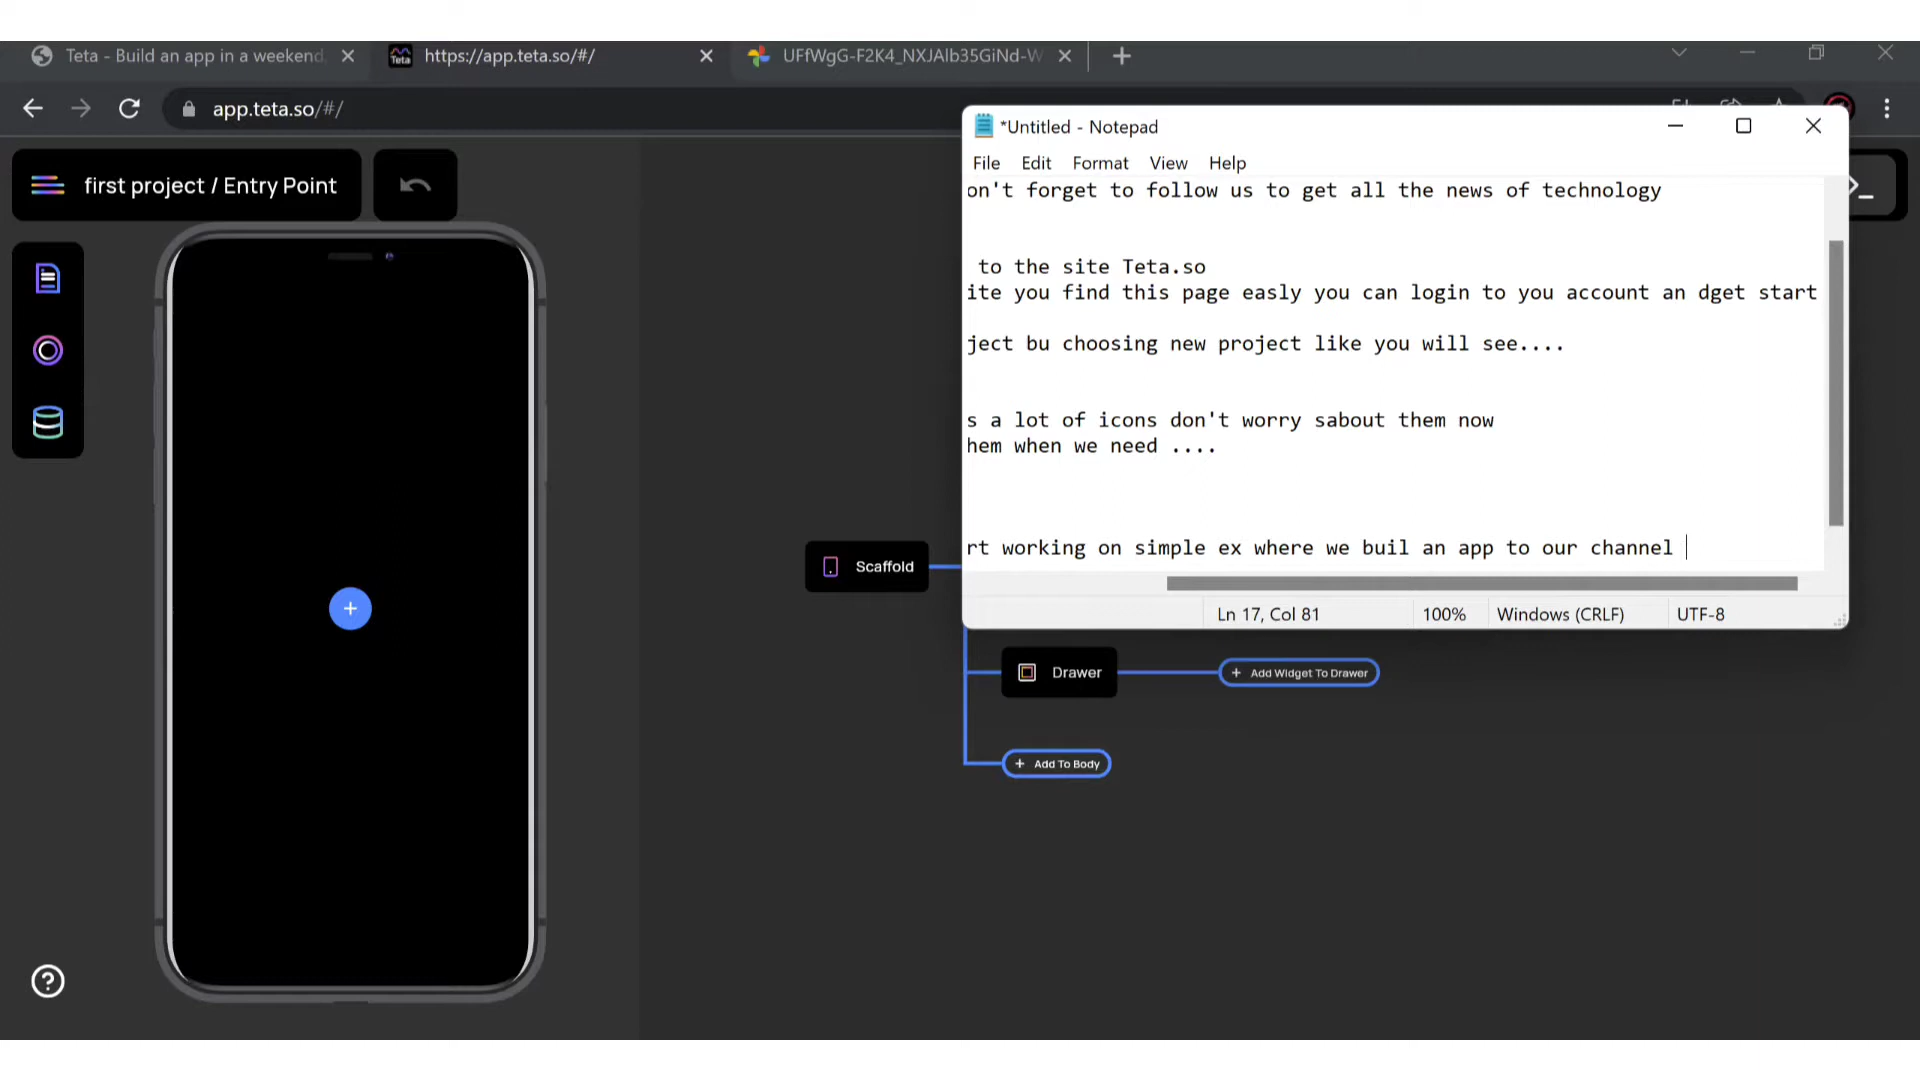 Teta - Build an app in a weekend.
https://app.teta.so/#/
UFfWgG-F2K4_NXJAlb35GiNd-W
app.teta.so/#/
first project / Entry Point
*Untitled - Notepad
File Edit Format View Help
on't forget to follow us to get all the news of technology
to the site Teta.so
ite you find this page easly you can login to you account an dget start
ject bu choosing new project like you will see....
s a lot of icons don't worry sabout them now
hem when we need ....
rt working on simple ex where we buil an app to our channel
Ln 17, Col 81
100%
Windows (CRLF)
UTF-8
Scaffold
Drawer
+ Add Widget To Drawer
+ Add To Body